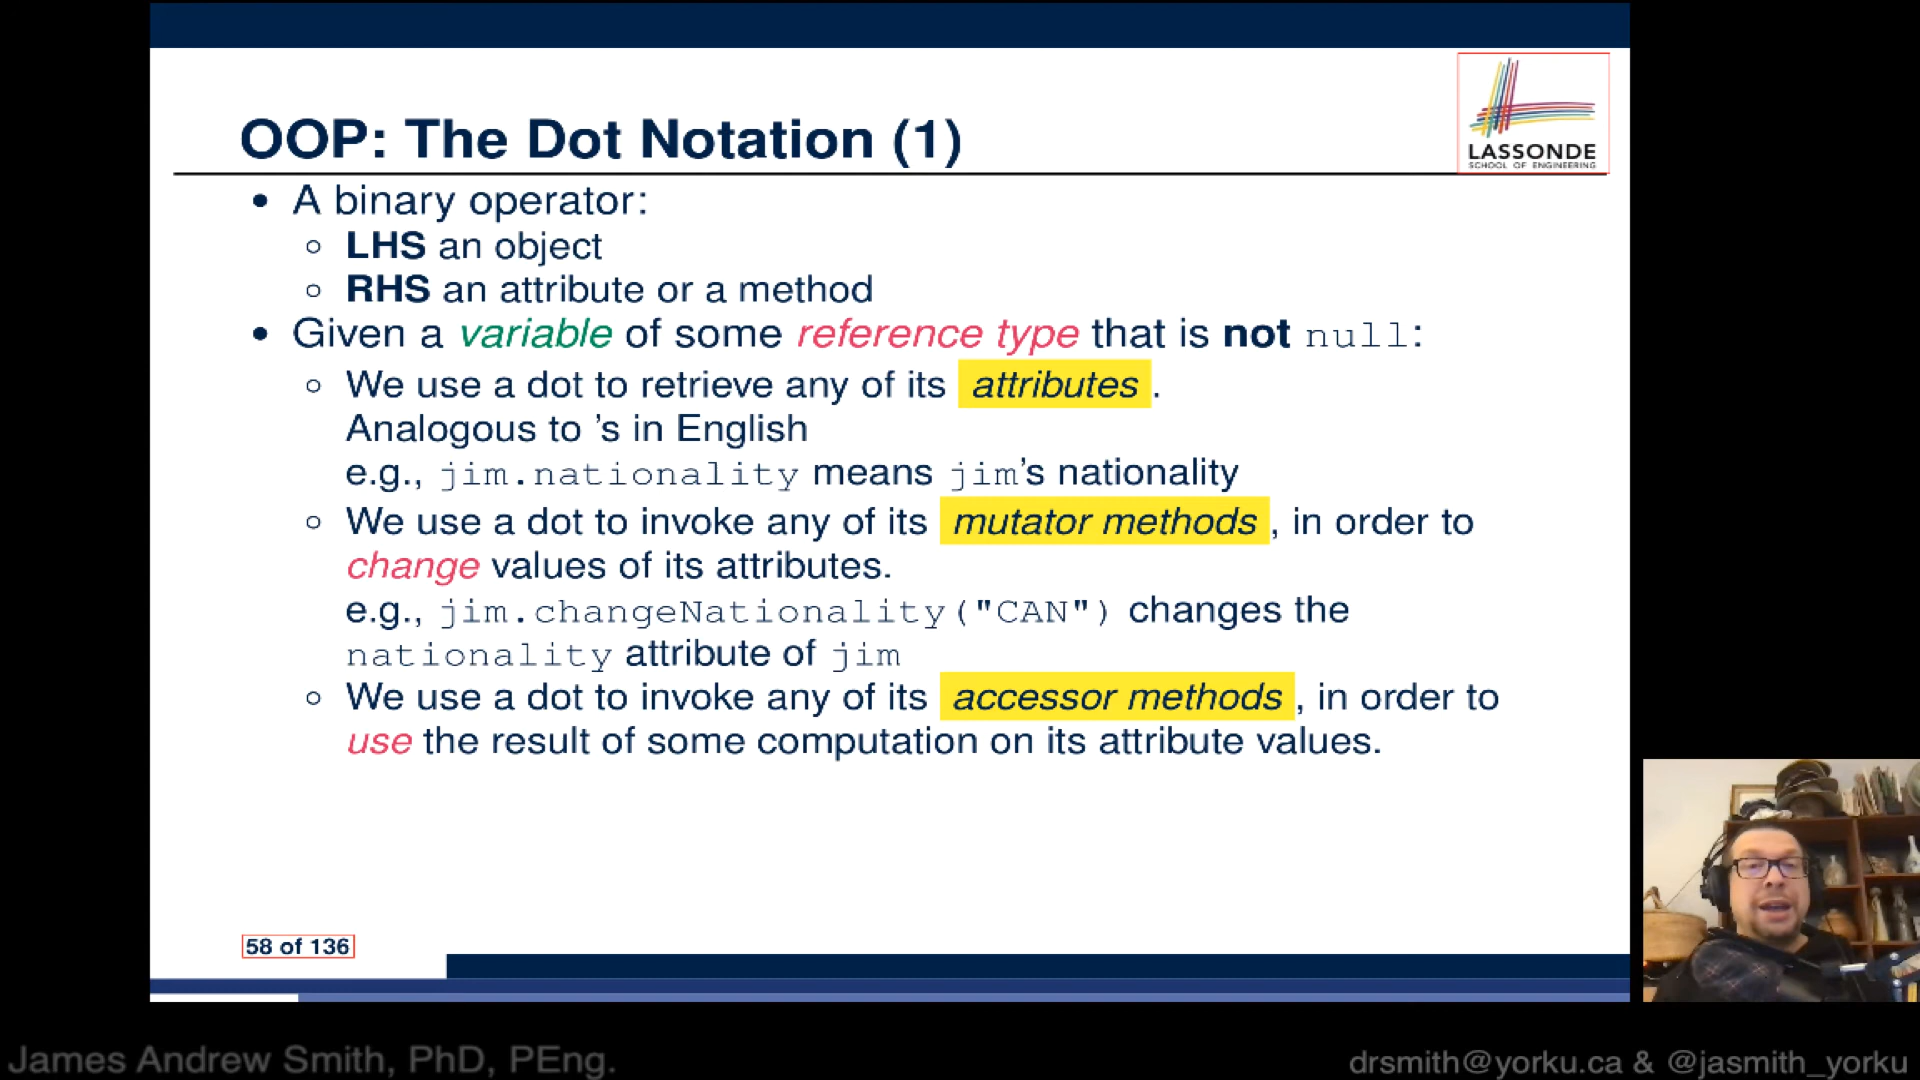 LASSONDE
SCHOOL OF ENGINEERING
OOP: The Dot Notation (1)
• A binary operator:
○ LHS an object
○ RHS an attribute or a method
• Given a variable of some reference type that is not null:
○ We use a dot to retrieve any of its attributes.
Analogous to ’s in English
e.g., jim.nationality means jim’s nationality
○ We use a dot to invoke any of its mutator methods, in order to
change values of its attributes.
e.g., jim.changeNationality("CAN") changes the
nationality attribute of jim
○ We use a dot to invoke any of its accessor methods, in order to
use the result of some computation on its attribute values.
58 of 136
James Andrew Smith, PhD, PEng.
drsmith@yorku.ca & @jasmith_yorku